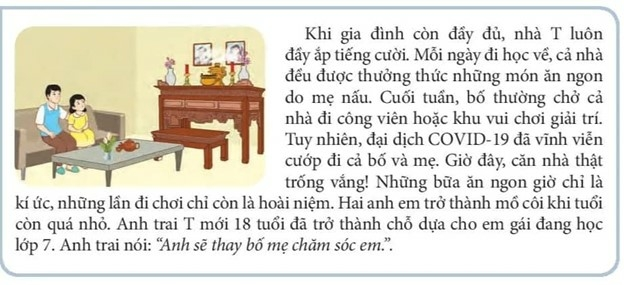 Khi gia đình còn đầy đủ, nhà T luôn
đầy ắp tiếng cười. Mỗi ngày đi học về, cả nhà
đều được thưởng thức những món ăn ngon
do mẹ nấu. Cuối tuần, bố thường chở cả
nhà đi công viên hoặc khu vui chơi giải trí.
Tuy nhiên, đại dịch COVID-19 đã vĩnh viễn
cướp đi cả bố và mẹ. Giờ đây, căn nhà thật
trống vắng! Những bữa ăn ngon giờ chỉ là
kí ức, những lần đi chơi chỉ còn là hoài niệm. Hai anh em trở thành mồ côi khi tuổi
còn quá nhỏ. Anh trai T mới 18 tuổi đã trở thành chỗ dựa cho em gái đang học
lớp 7. Anh trai nói: “Anh sẽ thay bố mẹ chăm sóc em.”.